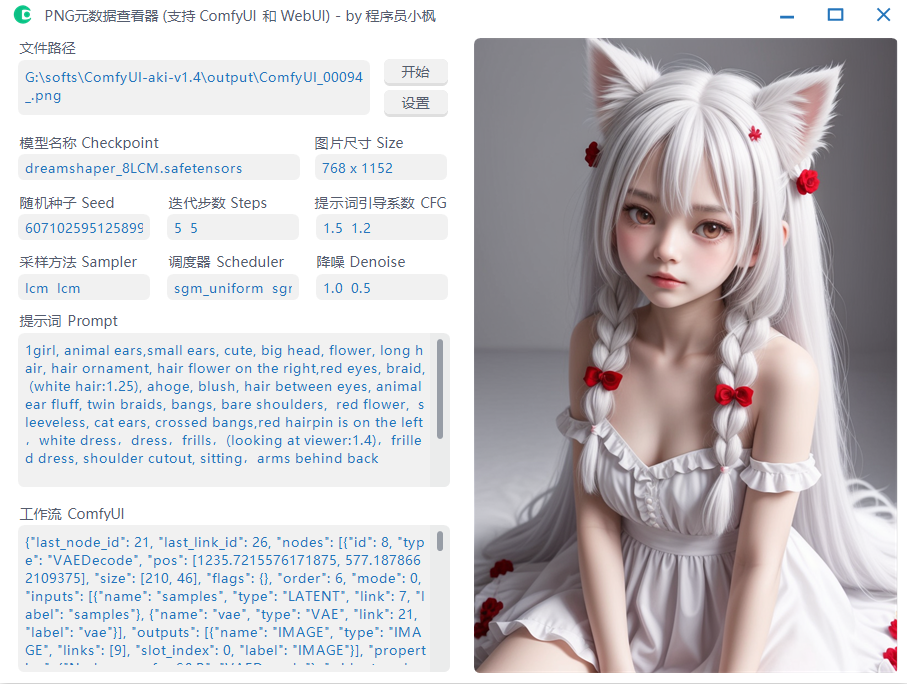 PNG元数据查看器 (支持 ComfyUI 和 WebUI) - by 程序员小枫
文件路径
G:\softs\ComfyUI-aki-v1.4\output\ComfyUI_00094
_.png
开始
设置
模型名称 Checkpoint
图片尺寸 Size
dreamshaper_8LCM.safetensors
768 x 1152
随机种子 Seed
迭代步数 Steps
提示词引导系数 CFG
607102595125899
5 5
1.5 1.2
采样方法 Sampler
调度器 Scheduler
降噪 Denoise
lcm lcm
sgm_uniform sgr
1.0 0.5
提示词 Prompt
1girl, animal ears,small ears, cute, big head, flower, long h
air, hair ornament, hair flower on the right,red eyes, braid,
(white hair:1.25), ahoge, blush, hair between eyes, animal
ear fluff, twin braids, bangs, bare shoulders, red flower, s
leeveless, cat ears, crossed bangs,red hairpin is on the left
，white dress，dress，frills，(looking at viewer:1.4)，frille
d dress, shoulder cutout, sitting，arms behind back
工作流 ComfyUI
{"last_node_id": 21, "last_link_id": 26, "nodes": [{"id": 8, "typ
e": "VAEDecode", "pos": [1235.7215576171875, 577.187866
2109375], "size": [210, 46], "flags": {}, "order": 6, "mode": 0,
"inputs": [{"name": "samples", "type": "LATENT", "link": 7, "l
abel": "samples"}, {"name": "vae", "type": "VAE", "link": 21,
"label": "vae"}], "outputs": [{"name": "IMAGE", "type": "IMA
GE", "links": [9], "slot_index": 0, "label": "IMAGE"}], "propert